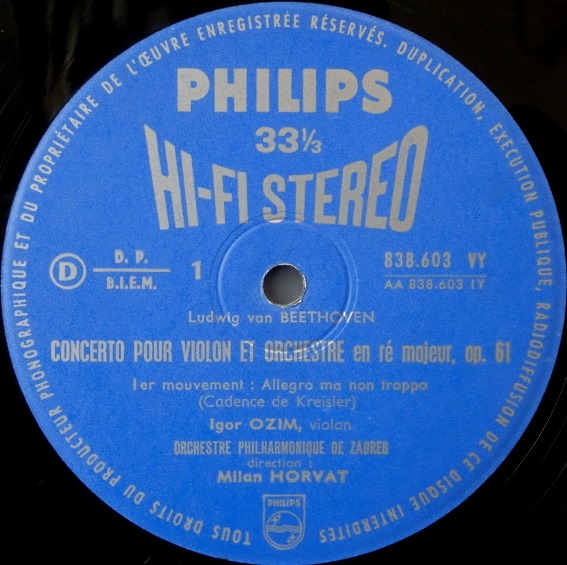 TOUS DROITS DU PRODUCTEUR PHONOGRAPHIQUE ET DU PROPRIÉTAIRE DE L'ŒUVRE ENREGISTRÉE RÉSERVÉS. DUPLICATION, EXECUTION PUBLIQUE, RADIODIFFUSION DE CE DISQUE INTERDITES
PHILIPS
33 1/3
HI-FI STEREO
D
D. P.
B.I.E.M.
1
838.603 VY
AA 838.603 1Y
Ludwig van BEETHOVEN
CONCERTO POUR VIOLON ET ORCHESTRE en ré majeur, op. 61
1er mouvement : Allegro ma non troppo
(Cadence de Kreisler)
Igor OZIM, violon
ORCHESTRE PHILHARMONIQUE DE ZAGREB
direction :
Milan HORVAT
PHILIPS